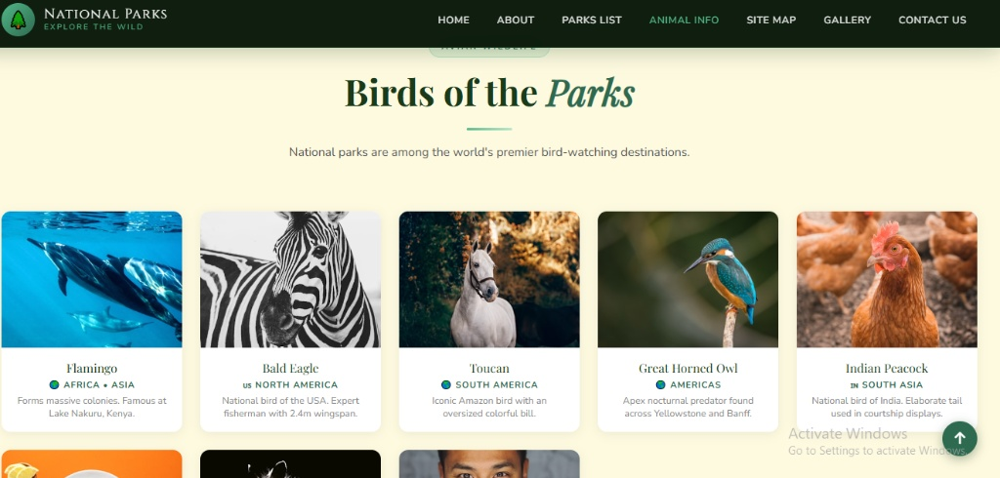 NATIONAL PARKS
EXPLORE THE WILD
HOME ABOUT PARKS LIST ANIMAL INFO SITE MAP GALLERY CONTACT US
Birds of the Parks
National parks are among the world's premier bird-watching destinations.
Flamingo
AFRICA • ASIA
Forms massive colonies. Famous at
Lake Nakuru, Kenya.
Bald Eagle
US NORTH AMERICA
National bird of the USA. Expert
fisherman with 2.4m wingspan.
Toucan
SOUTH AMERICA
Iconic Amazon bird with an
oversized colorful bill.
Great Horned Owl
AMERICAS
Apex nocturnal predator found
across Yellowstone and Banff.
Indian Peacock
IN SOUTH ASIA
National bird of India. Elaborate tail
used in courtship displays.
Activate Windows
Go to Settings to activate Windows.